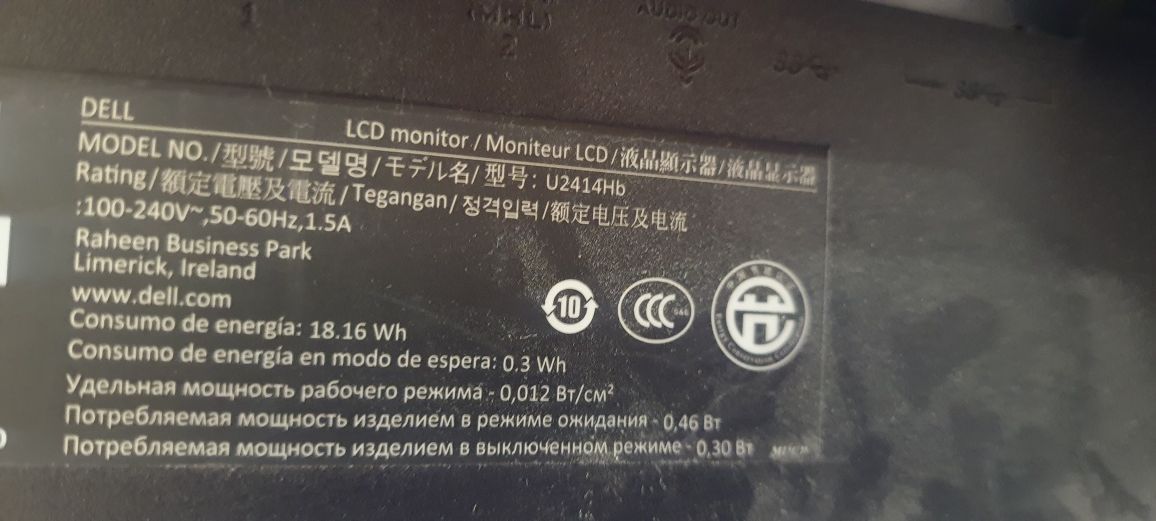 1
(MHL)
2
AUDIO OUT
DELL
LCD monitor / Moniteur LCD/液晶顯示器/液晶显示器
MODEL NO./型號/모델명/モデル名/型号: U2414Hb
Rating/額定電壓及電流/Tegangan/정격입력/额定电压及电流
:100-240V~,50-60Hz,1.5A
Raheen Business Park
Limerick, Ireland
www.dell.com
Consumo de energía: 18.16 Wh
Consumo de energía en modo de espera: 0.3 Wh
Удельная мощность рабочего режима - 0,012 Вт/см²
Потребляемая мощность изделием в режиме ожидания - 0,46 Вт
Потребляемая мощность изделием в выключенном режиме - 0,30 Вт
10
CCC